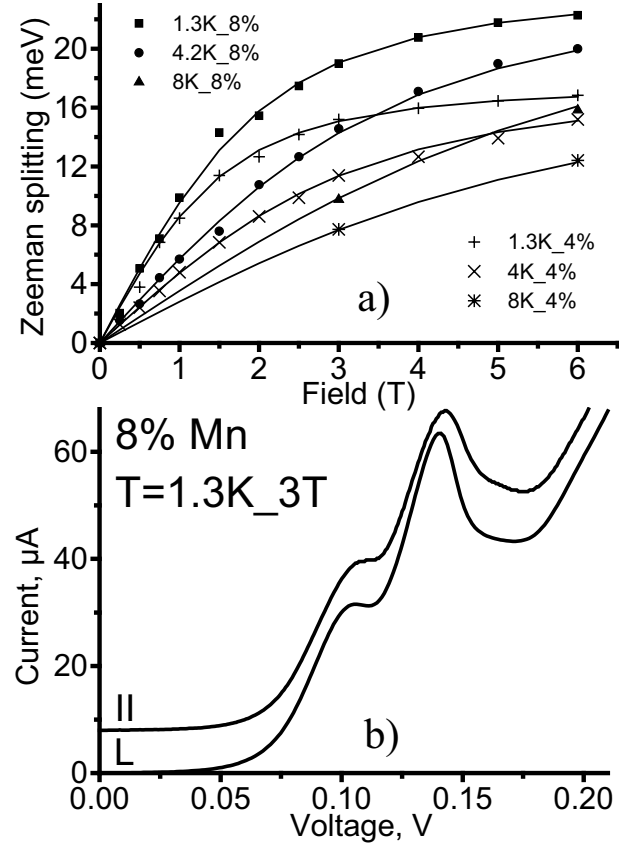 Zeeman splitting (meV)
20
16
12
8
4
0
1.3K_8%
4.2K_8%
8K_8%
1.3K_4%
4K_4%
8K_4%
a)
0 1 2 3 4 5 6
Field (T)
Current, µA
60
40
20
0
8% Mn
T=1.3K_3T
II
L
b)
0.00 0.05 0.10 0.15 0.20
Voltage, V